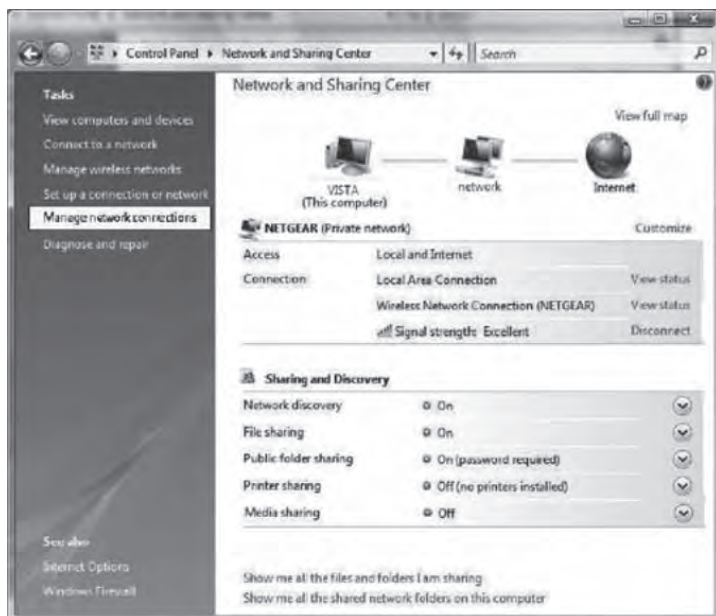 Control Panel ▸ Network and Sharing Center
Search
Tasks
View computers and devices
Connect to a network
Manage wireless networks
Set up a connection or network
Manage network connections
Diagnose and repair
See also
Internet Options
Windows Firewall
Network and Sharing Center
View full map
VISTA
(This computer)
network
Internet
NETGEAR (Private network)
Customize
Access Local and Internet
Connection Local Area Connection View status
Wireless Network Connection (NETGEAR) View status
Signal strength: Excellent Disconnect
Sharing and Discovery
Network discovery On
File sharing On
Public folder sharing On (password required)
Printer sharing Off (no printers installed)
Media sharing Off
Show me all the files and folders I am sharing
Show me all the shared network folders on this computer